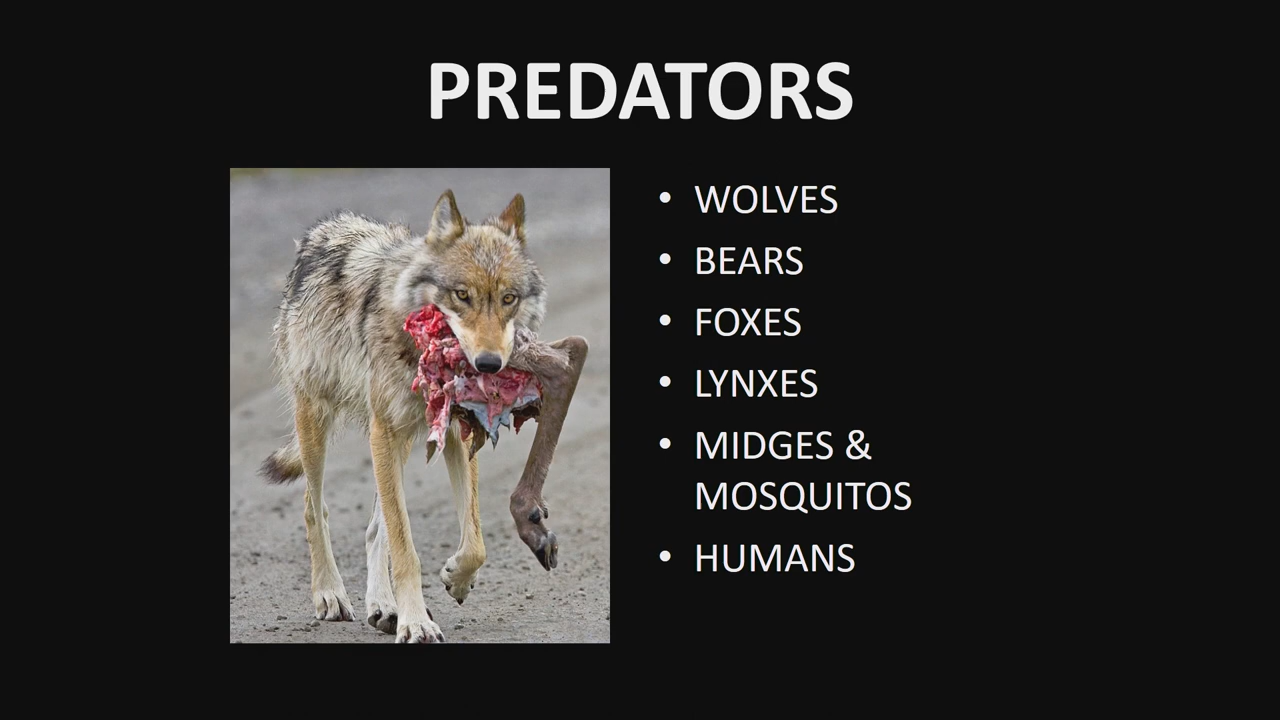 PREDATORS
• WOLVES
• BEARS
• FOXES
• LYNXES
• MIDGES &
MOSQUITOS
• HUMANS